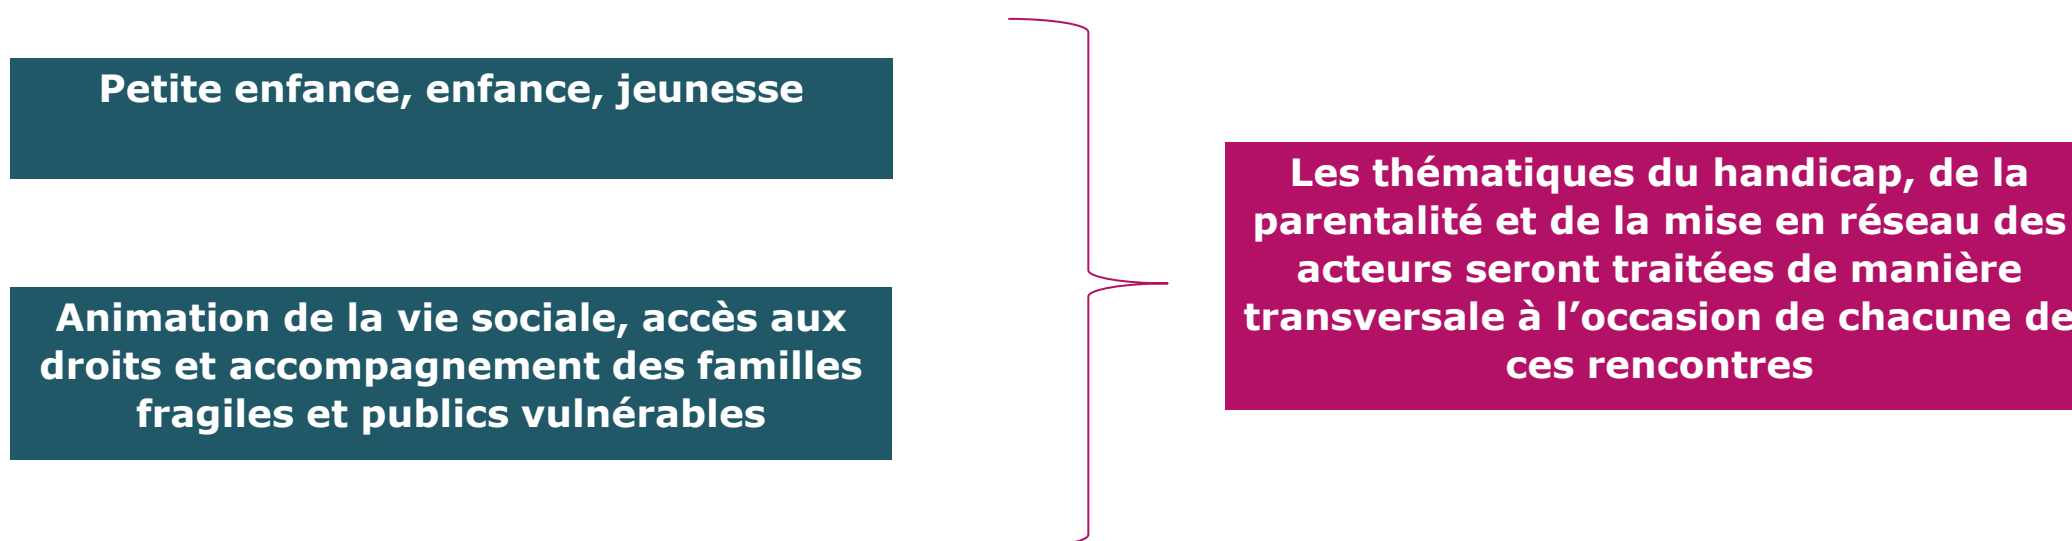 Petite enfance, enfance, jeunesse
Animation de la vie sociale, accès aux
droits et accompagnement des familles
fragiles et publics vulnérables
Les thématiques du handicap, de la
parentalité et de la mise en réseau des
acteurs seront traitées de manière
transversale à l’occasion de chacune de
ces rencontres